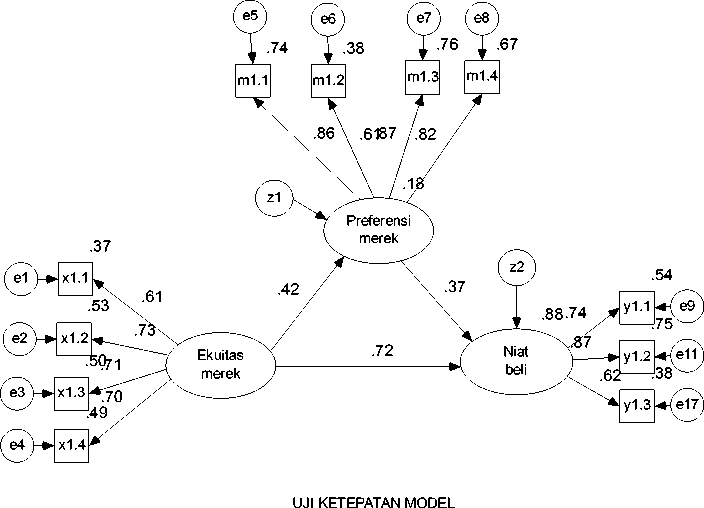 e5
e6
e7
e8
.74
.38
.76
.67
m1.1
m1.2
m1.3
m1.4
.86
.61
.87
.82
.18
z1
Preferensi
merek
.37
e1
x1.1
.61
.42
.37
z2
.54
.53
.88
.74
y1.1
e9
.75
e2
x1.2
.73
.87
y1.2
e11
.50
.71
Ekuitas
merek
.72
Niat
beli
.62
.38
e3
x1.3
.70
y1.3
e17
.49
e4
x1.4
UJI KETEPATAN MODEL